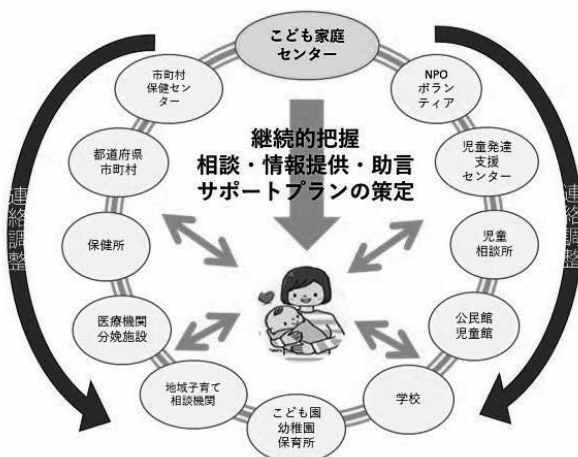 こども家庭
センター
市町村
保健セン
ター
NPO
ボラン
ティア
都道府県
市町村
継続的把握
相談・情報提供・助言
サポートプランの策定
児童発達
支援
センター
連絡調整
連絡調整
保健所
児童
相談所
医療機関
分娩施設
公民館
児童館
地域子育て
相談機関
こども園
幼稚園
保育所
学校